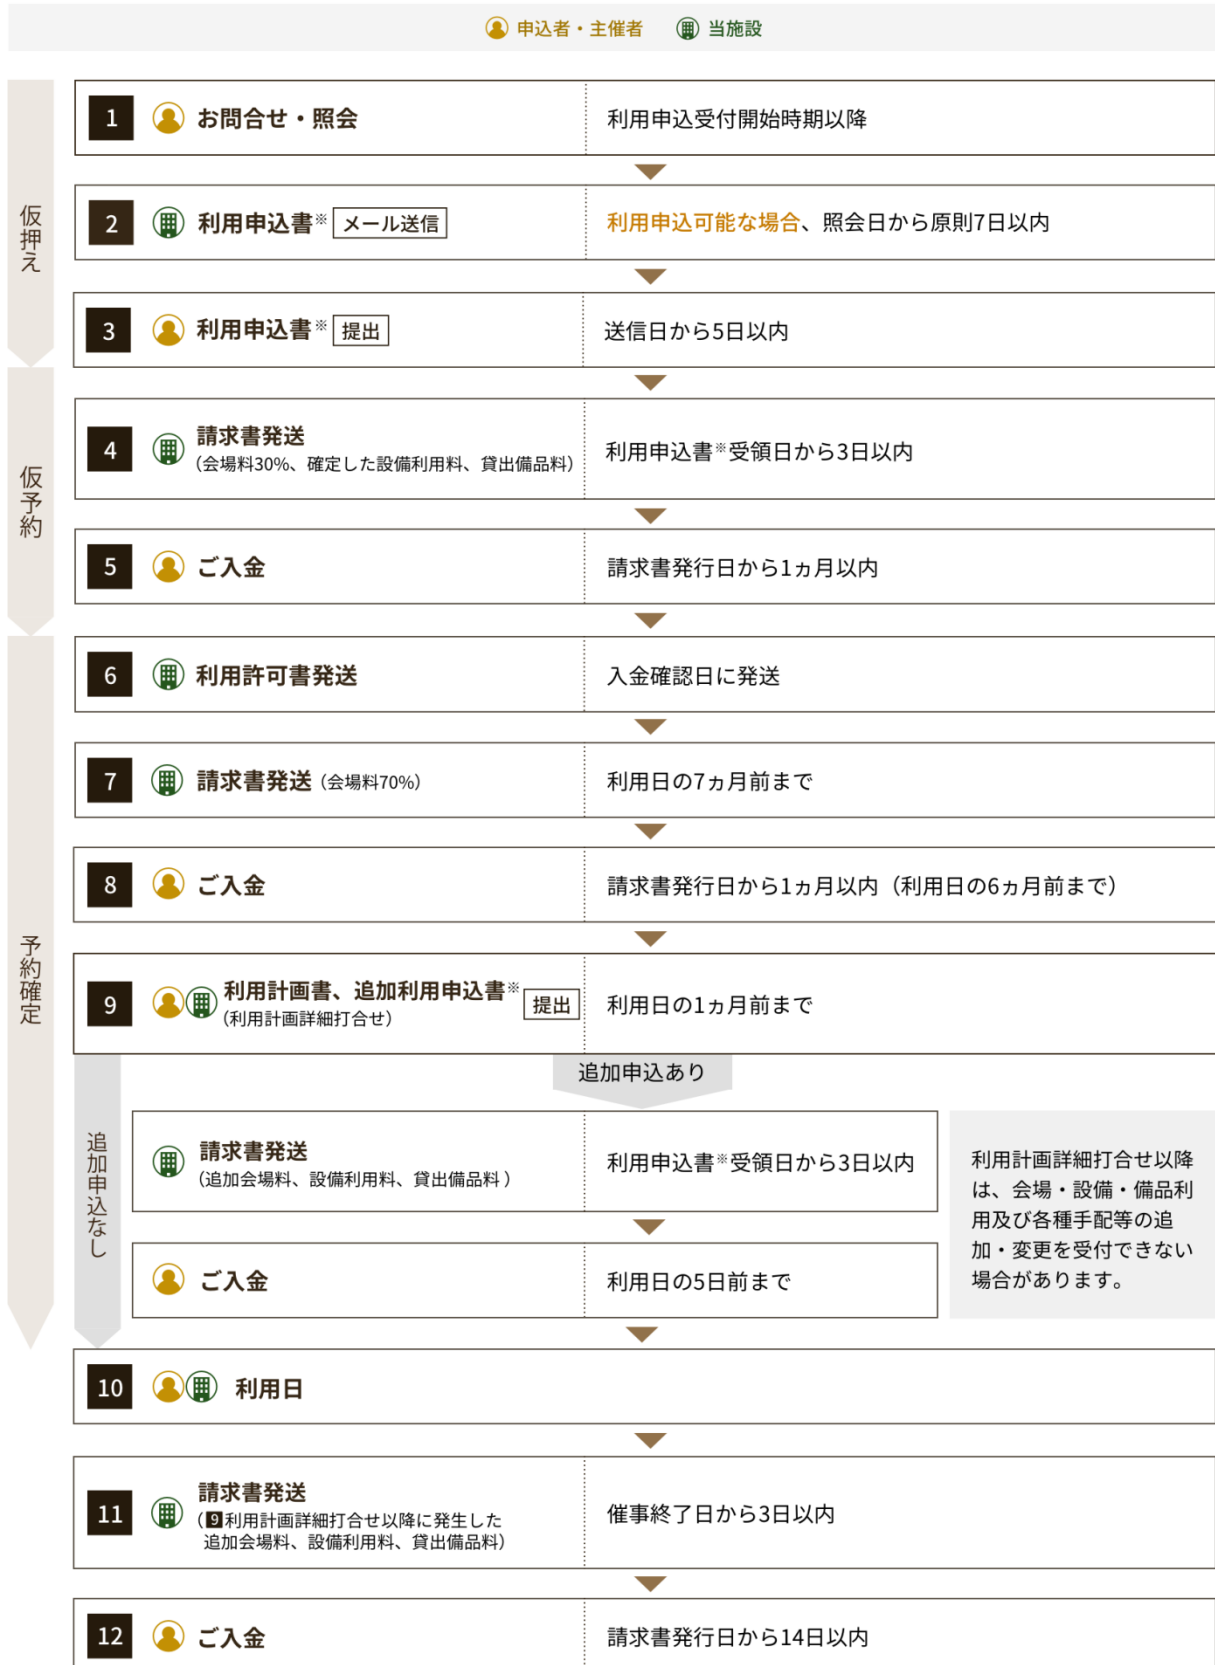 申込者・主催者 当施設
仮押え
1 お問合せ・照会 利用申込受付開始時期以降
2 利用申込書※ メール送信 利用申込可能な場合、照会日から原則7日以内
3 利用申込書※ 提出 送信日から5日以内
仮予約
4 請求書発送 利用申込書※受領日から3日以内
（会場料30%、確定した設備利用料、貸出備品料）
5 ご入金 請求書発行日から1ヵ月以内
予約確定
6 利用許可書発送 入金確認日に発送
7 請求書発送（会場料70%） 利用日の7ヵ月前まで
8 ご入金 請求書発行日から1ヵ月以内（利用日の6ヵ月前まで）
9 利用計画書、追加利用申込書※ 提出 利用日の1ヵ月前まで
（利用計画詳細打合せ）
追加申込なし
追加申込あり
請求書発送 利用申込書※受領日から3日以内
（追加会場料、設備利用料、貸出備品料 ）
ご入金 利用日の5日前まで
利用計画詳細打合せ以降
は、会場・設備・備品利
用及び各種手配等の追
加・変更を受付できない
場合があります。
10 利用日
11 請求書発送 催事終了日から3日以内
（9利用計画詳細打合せ以降に発生した
追加会場料、設備利用料、貸出備品料）
12 ご入金 請求書発行日から14日以内